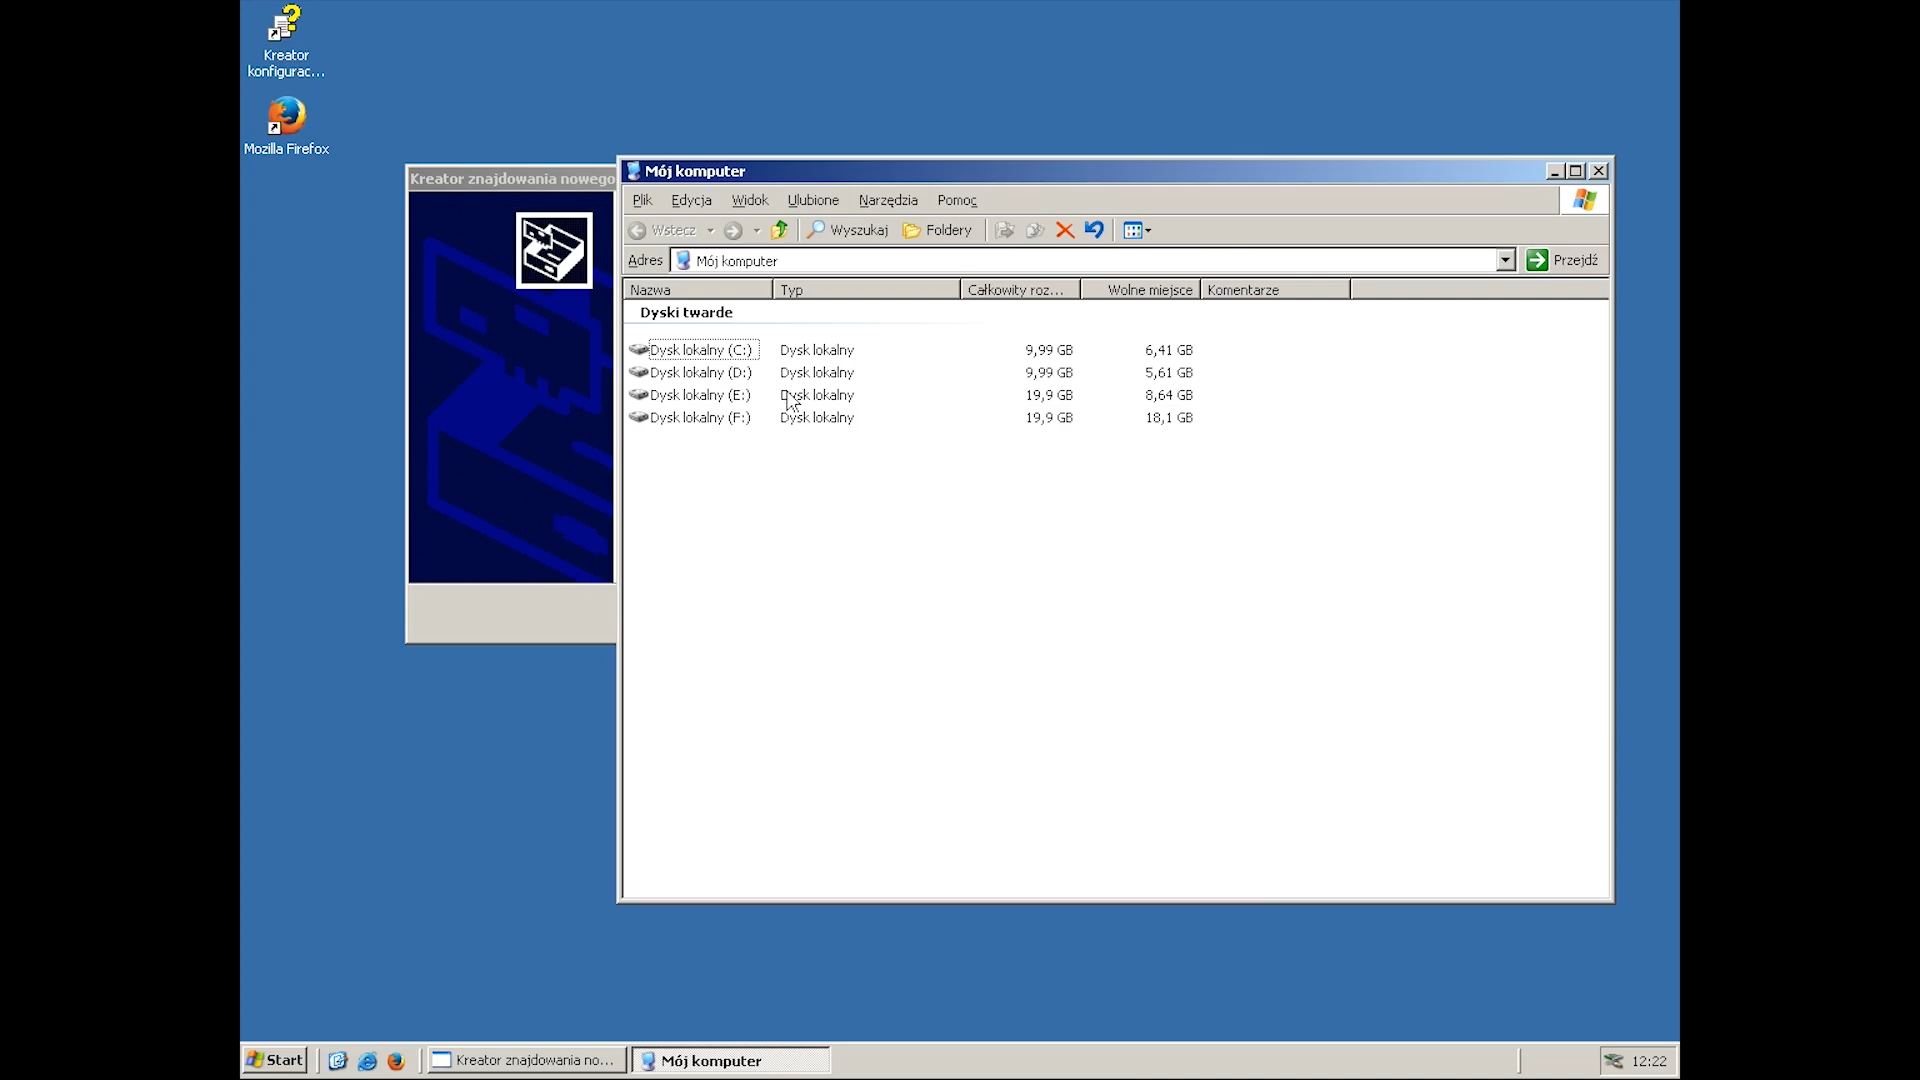 Kreator
konfigurac...
Mozilla Firefox
Kreator znajdowania nowego
Mój komputer
Plik Edycja Widok Ulubione Narzędzia Pomoc
Wstecz Wyszukaj Foldery
Adres Mój komputer Przejdź
Nazwa Typ Całkowity roz... Wolne miejsce Komentarze
Dyski twarde
Dysk lokalny (C:) Dysk lokalny 9,99 GB 6,41 GB
Dysk lokalny (D:) Dysk lokalny 9,99 GB 5,61 GB
Dysk lokalny (E:) Dysk lokalny 19,9 GB 8,64 GB
Dysk lokalny (F:) Dysk lokalny 19,9 GB 18,1 GB
Start Kreator znajdowania no... Mój komputer 12:22